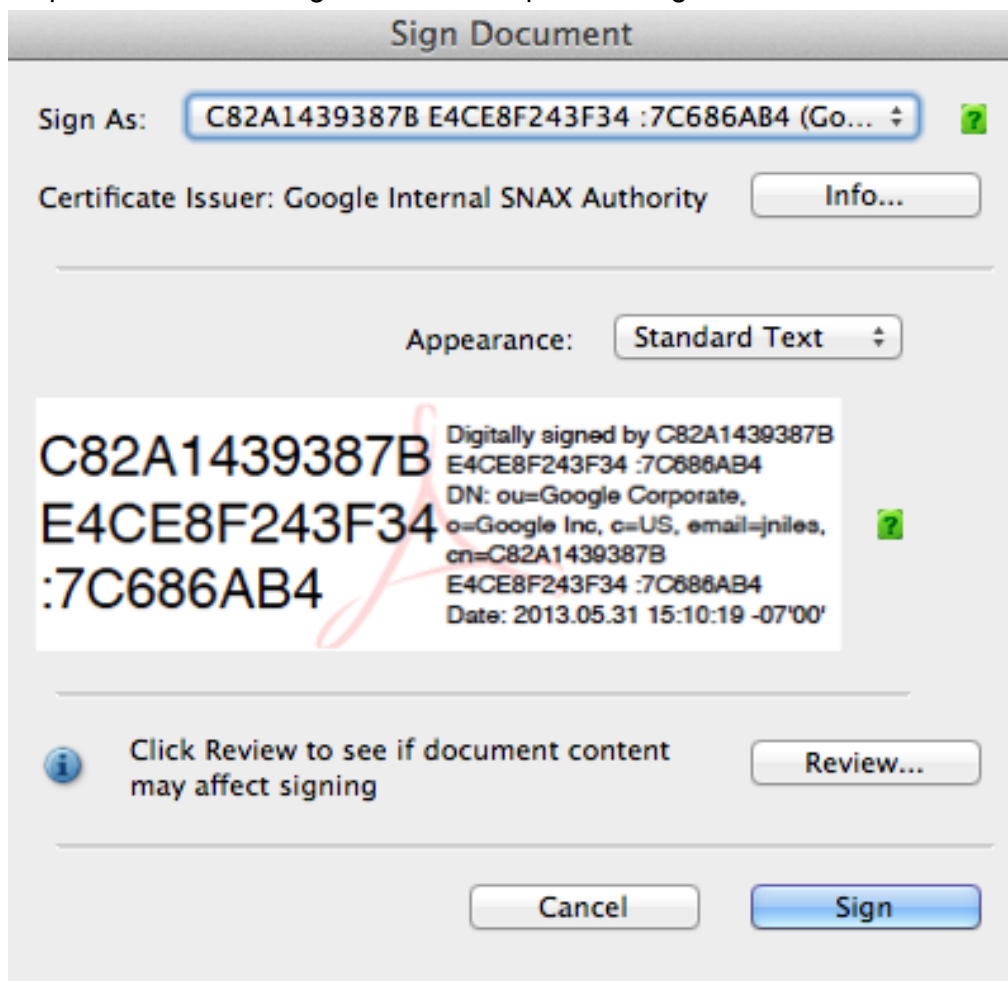 Sign Document
Sign As: C82A1439387B E4CE8F243F34 :7C686AB4 (Go... ?
Certificate Issuer: Google Internal SNAX Authority Info...
Appearance: Standard Text
C82A1439387B
E4CE8F243F34
:7C686AB4
Digitally signed by C82A1439387B
E4CE8F243F34 :7C686AB4
DN: ou=Google Corporate,
o=Google Inc, c=US, email=jniles,
cn=C82A1439387B
E4CE8F243F34 :7C686AB4
Date: 2013.05.31 15:10:19 -07'00'
?
Click Review to see if document content
may affect signing
Review...
Cancel Sign